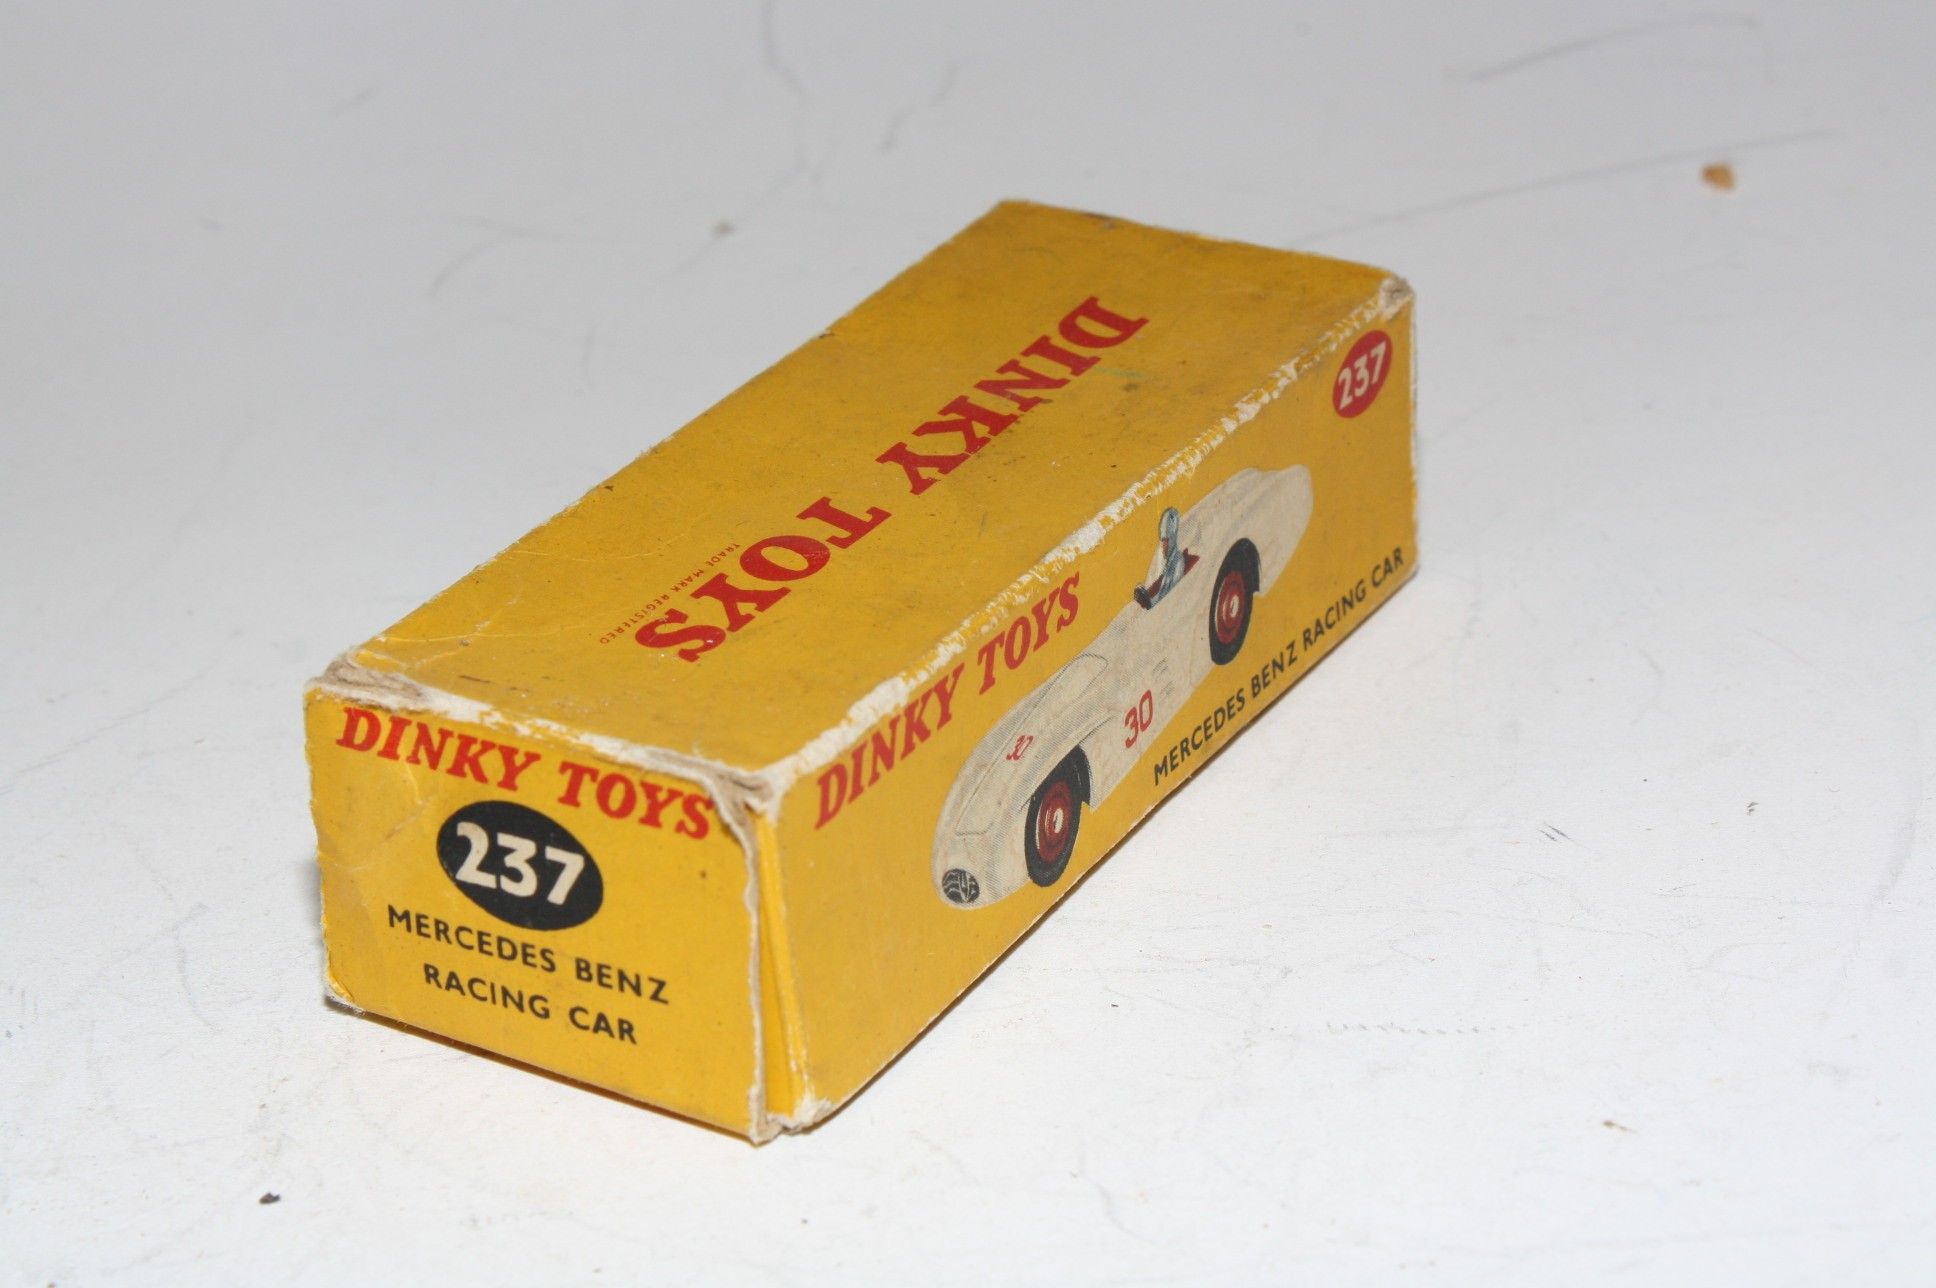 DINKY TOYS
TRADE MARK REGISTERED
DINKY TOYS
237
MERCEDES BENZ
RACING CAR
DINKY TOYS
237
30
30
MERCEDES BENZ RACING CAR